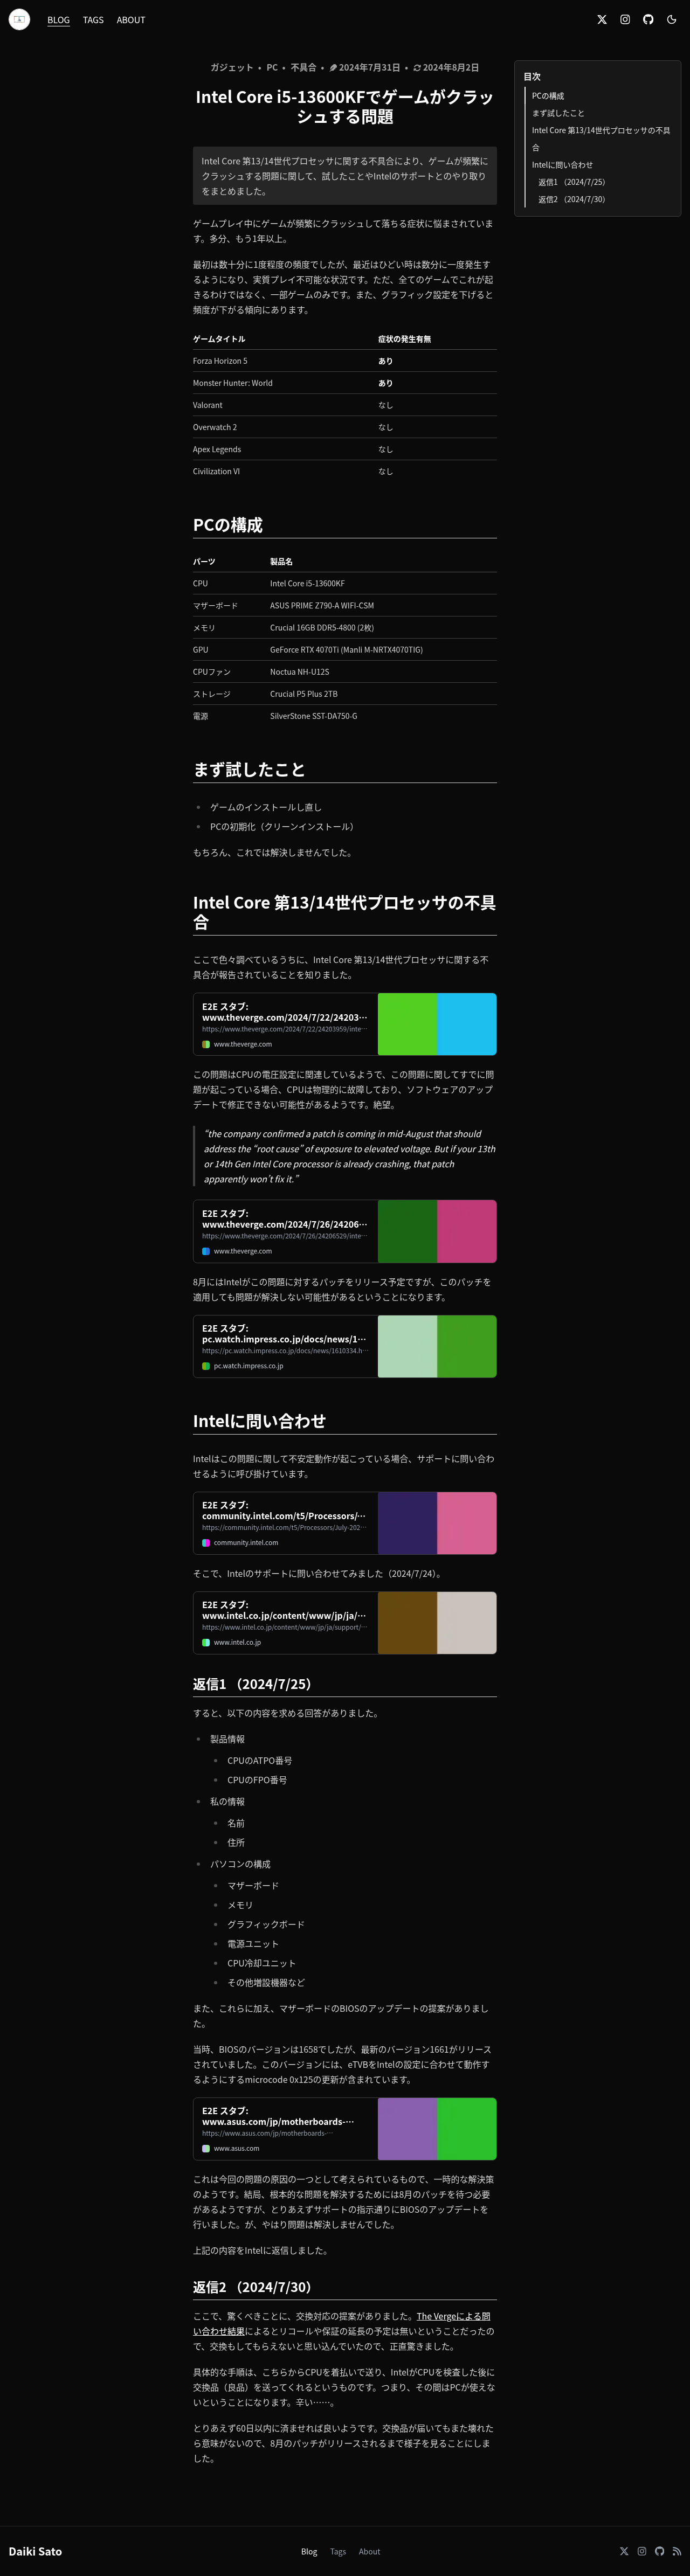 BLOG TAGS ABOUT
ガジェット • PC • 不具合 • 2024年7月31日 • 2024年8月2日
Intel Core i5-13600KFでゲームがクラッ
シュする問題
Intel Core 第13/14世代プロセッサに関する不具合により、ゲームが頻繁に
クラッシュする問題に関して、試したことやIntelのサポートとのやり取り
をまとめました。
目次
PCの構成
まず試したこと
Intel Core 第13/14世代プロセッサの不具
合
Intelに問い合わせ
返信1 （2024/7/25）
返信2 （2024/7/30）
ゲームプレイ中にゲームが頻繁にクラッシュして落ちる症状に悩まされていま
す。多分、もう1年以上。
最初は数十分に1度程度の頻度でしたが、最近はひどい時は数分に一度発生す
るようになり、実質プレイ不可能な状況です。ただ、全てのゲームでこれが起
きるわけではなく、一部ゲームのみです。また、グラフィック設定を下げると
頻度が下がる傾向にあります。
ゲームタイトル 症状の発生有無
Forza Horizon 5 あり
Monster Hunter: World あり
Valorant なし
Overwatch 2 なし
Apex Legends なし
Civilization VI なし
PCの構成
パーツ 製品名
CPU Intel Core i5-13600KF
マザーボード ASUS PRIME Z790-A WIFI-CSM
メモリ Crucial 16GB DDR5-4800 (2枚)
GPU GeForce RTX 4070Ti (Manli M-NRTX4070TIG)
CPUファン Noctua NH-U12S
ストレージ Crucial P5 Plus 2TB
電源 SilverStone SST-DA750-G
まず試したこと
ゲームのインストールし直し
PCの初期化（クリーンインストール）
もちろん、これでは解決しませんでした。
Intel Core 第13/14世代プロセッサの不具
合
ここで色々調べているうちに、Intel Core 第13/14世代プロセッサに関する不
具合が報告されていることを知りました。
E2E スタブ:
www.theverge.com/2024/7/22/24203…
https://www.theverge.com/2024/7/22/24203959/inte…
www.theverge.com
この問題はCPUの電圧設定に関連しているようで、この問題に関してすでに問
題が起こっている場合、CPUは物理的に故障しており、ソフトウェアのアップ
デートで修正できない可能性があるようです。絶望。
“the company confirmed a patch is coming in mid-August that should
address the “root cause” of exposure to elevated voltage. But if your 13th
or 14th Gen Intel Core processor is already crashing, that patch
apparently won’t fix it.”
E2E スタブ:
www.theverge.com/2024/7/26/24206…
https://www.theverge.com/2024/7/26/24206529/inte…
www.theverge.com
8月にはIntelがこの問題に対するパッチをリリース予定ですが、このパッチを
適用しても問題が解決しない可能性があるということになります。
E2E スタブ:
pc.watch.impress.co.jp/docs/news/1…
https://pc.watch.impress.co.jp/docs/news/1610334.h…
pc.watch.impress.co.jp
Intelに問い合わせ
Intelはこの問題に関して不安定動作が起こっている場合、サポートに問い合わ
せるように呼び掛けています。
E2E スタブ:
community.intel.com/t5/Processors/…
https://community.intel.com/t5/Processors/July-202…
community.intel.com
そこで、Intelのサポートに問い合わせてみました（2024/7/24）。
E2E スタブ:
www.intel.co.jp/content/www/jp/ja/…
https://www.intel.co.jp/content/www/jp/ja/support/…
www.intel.co.jp
返信1 （2024/7/25）
すると、以下の内容を求める回答がありました。
製品情報
CPUのATPO番号
CPUのFPO番号
私の情報
名前
住所
パソコンの構成
マザーボード
メモリ
グラフィックボード
電源ユニット
CPU冷却ユニット
その他増設機器など
また、これらに加え、マザーボードのBIOSのアップデートの提案がありまし
た。
当時、BIOSのバージョンは1658でしたが、最新のバージョン1661がリリース
されていました。このバージョンには、eTVBをIntelの設定に合わせて動作す
るようにするmicrocode 0x125の更新が含まれています。
E2E スタブ:
www.asus.com/jp/motherboards-…
https://www.asus.com/jp/motherboards-…
www.asus.com
これは今回の問題の原因の一つとして考えられているもので、一時的な解決策
のようです。結局、根本的な問題を解決するためには8月のパッチを待つ必要
があるようですが、とりあえずサポートの指示通りにBIOSのアップデートを
行いました。が、やはり問題は解決しませんでした。
上記の内容をIntelに返信しました。
返信2 （2024/7/30）
ここで、驚くべきことに、交換対応の提案がありました。The Vergeによる問
い合わせ結果によるとリコールや保証の延長の予定は無いということだったの
で、交換もしてもらえないと思い込んでいたので、正直驚きました。
具体的な手順は、こちらからCPUを着払いで送り、IntelがCPUを検査した後に
交換品（良品）を送ってくれるというものです。つまり、その間はPCが使えな
いということになります。辛い……。
とりあえず60日以内に済ませれば良いようです。交換品が届いてもまた壊れた
ら意味がないので、8月のパッチがリリースされるまで様子を見ることにしま
した。
Daiki Sato
Blog Tags About